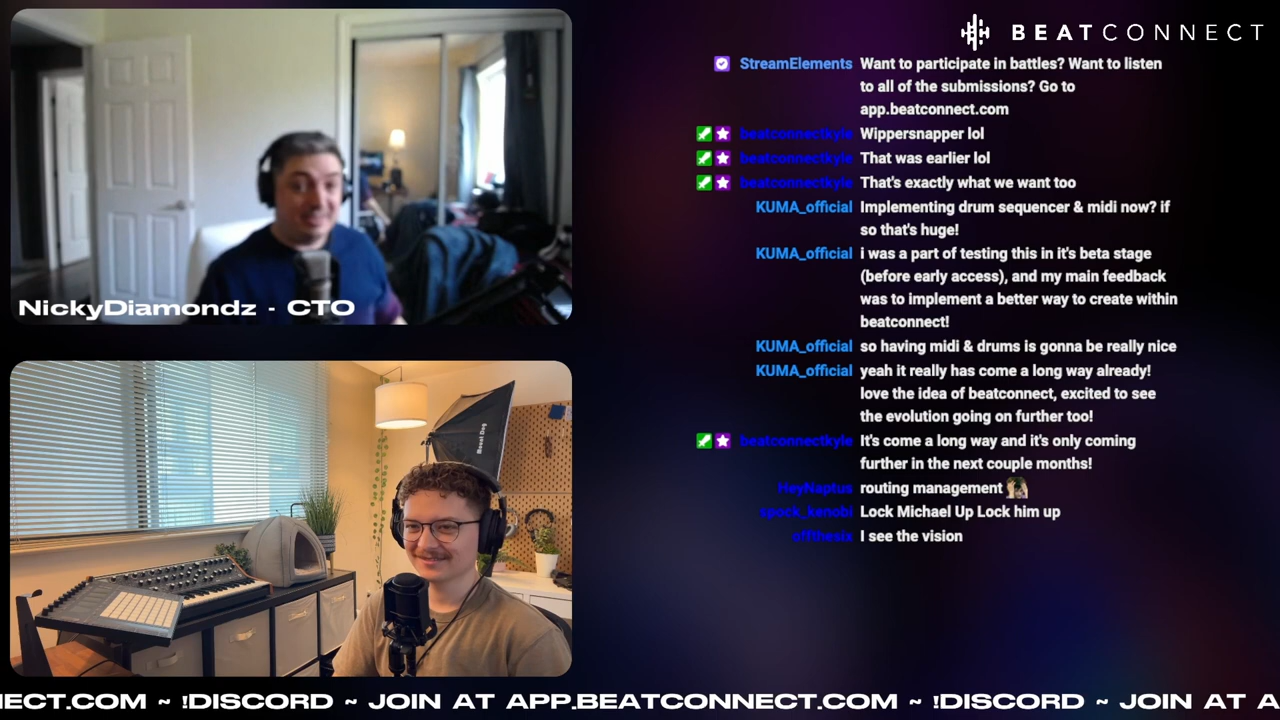 BEATCONNECT
StreamElements Want to participate in battles? Want to listen
to all of the submissions? Go to
app.beatconnect.com
beatconnectkyle Wippersnapper lol
beatconnectkyle That was earlier lol
beatconnectkyle That's exactly what we want too
KUMA_official Implementing drum sequencer & midi now? if
so that's huge!
KUMA_official i was a part of testing this in it's beta stage
(before early access), and my main feedback
was to implement a better way to create within
beatconnect!
KUMA_official so having midi & drums is gonna be really nice
KUMA_official yeah it really has come a long way already!
love the idea of beatconnect, excited to see
the evolution going on further too!
beatconnectkyle It's come a long way and it's only coming
further in the next couple months!
HeyNaptus routing management
spock_kenobi Lock Michael Up Lock him up
offthesix I see the vision
NickyDiamondz - CTO
NECT.COM ~ !DISCORD ~ JOIN AT APP.BEATCONNECT.COM ~ !DISCORD ~ JOIN AT A